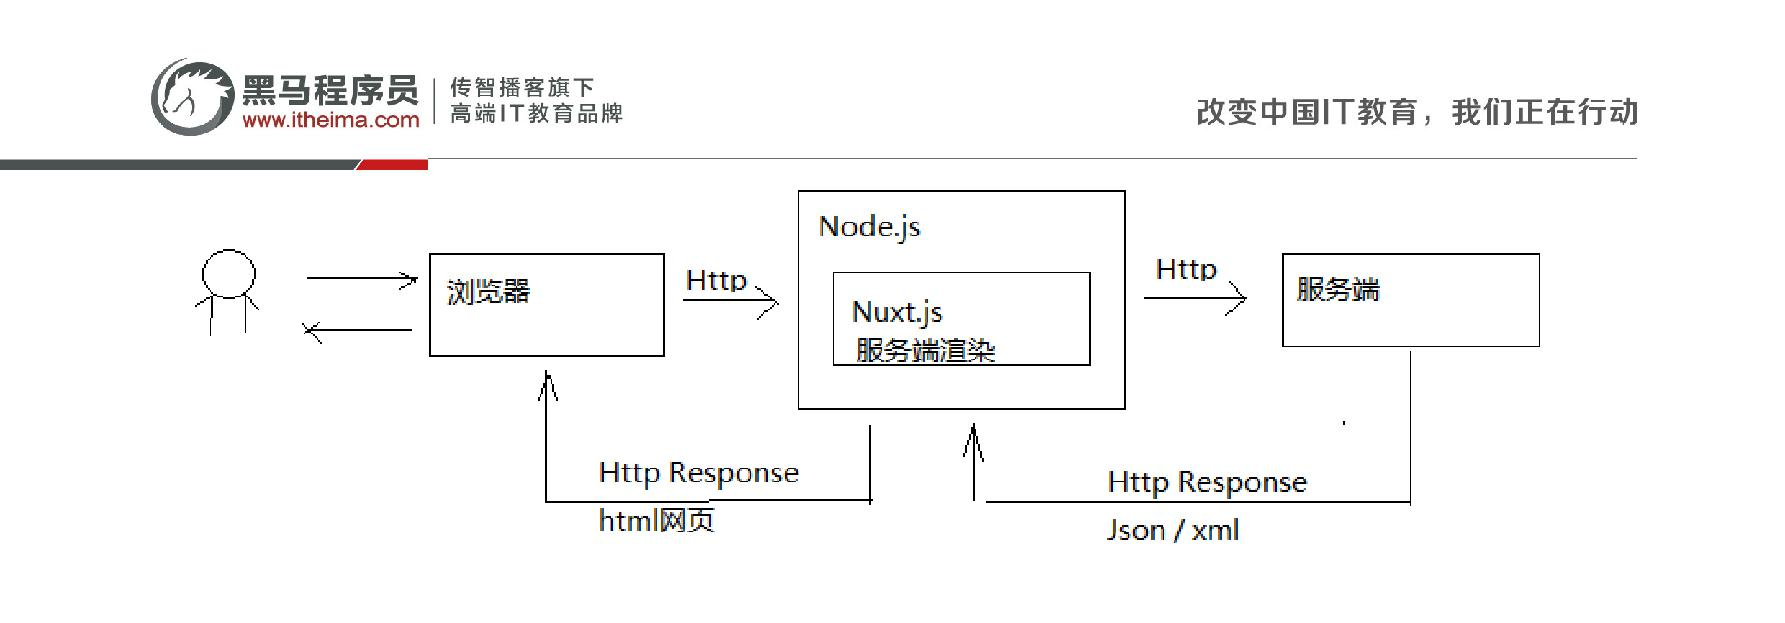 黑马程序员
www.itheima.com
传智播客旗下
高端IT教育品牌
改变中国IT教育，我们正在行动
Node.js
浏览器
Http
Nuxt.js
服务端渲染
Http
服务端
Http Response
html网页
Http Response
Json / xml